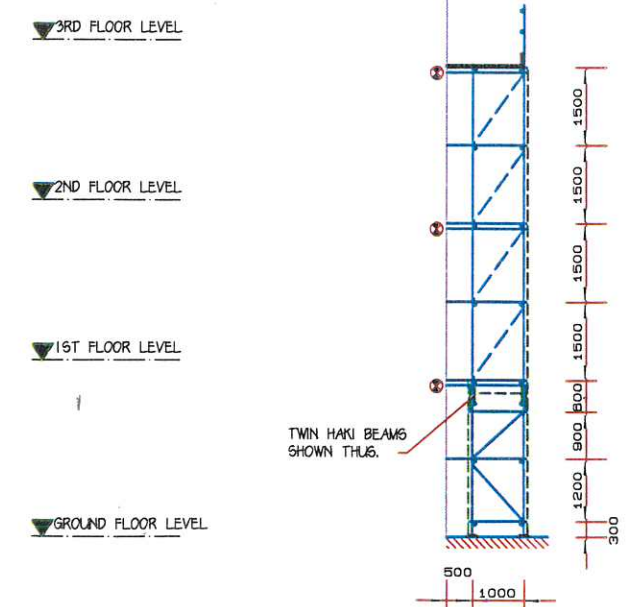 3RD FLOOR LEVEL
1500
1500
2ND FLOOR LEVEL
1500
1500
1ST FLOOR LEVEL
600
TWIN HAKI BEAMS
SHOWN THUS.
900
1200
GROUND FLOOR LEVEL
300
500
1000